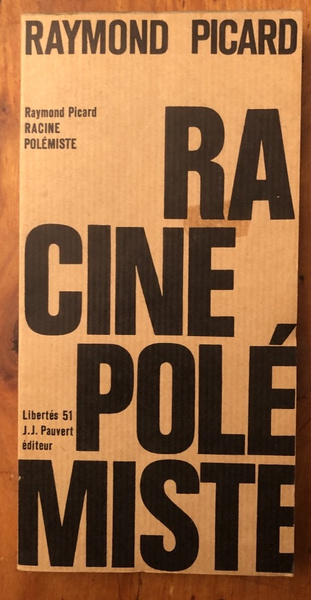 RAYMOND PICARD
Raymond Picard
RACINE
POLÉMISTE
RA
CINE
POLÉ
Libertés 51
J.J. Pauvert
éditeur
MISTE